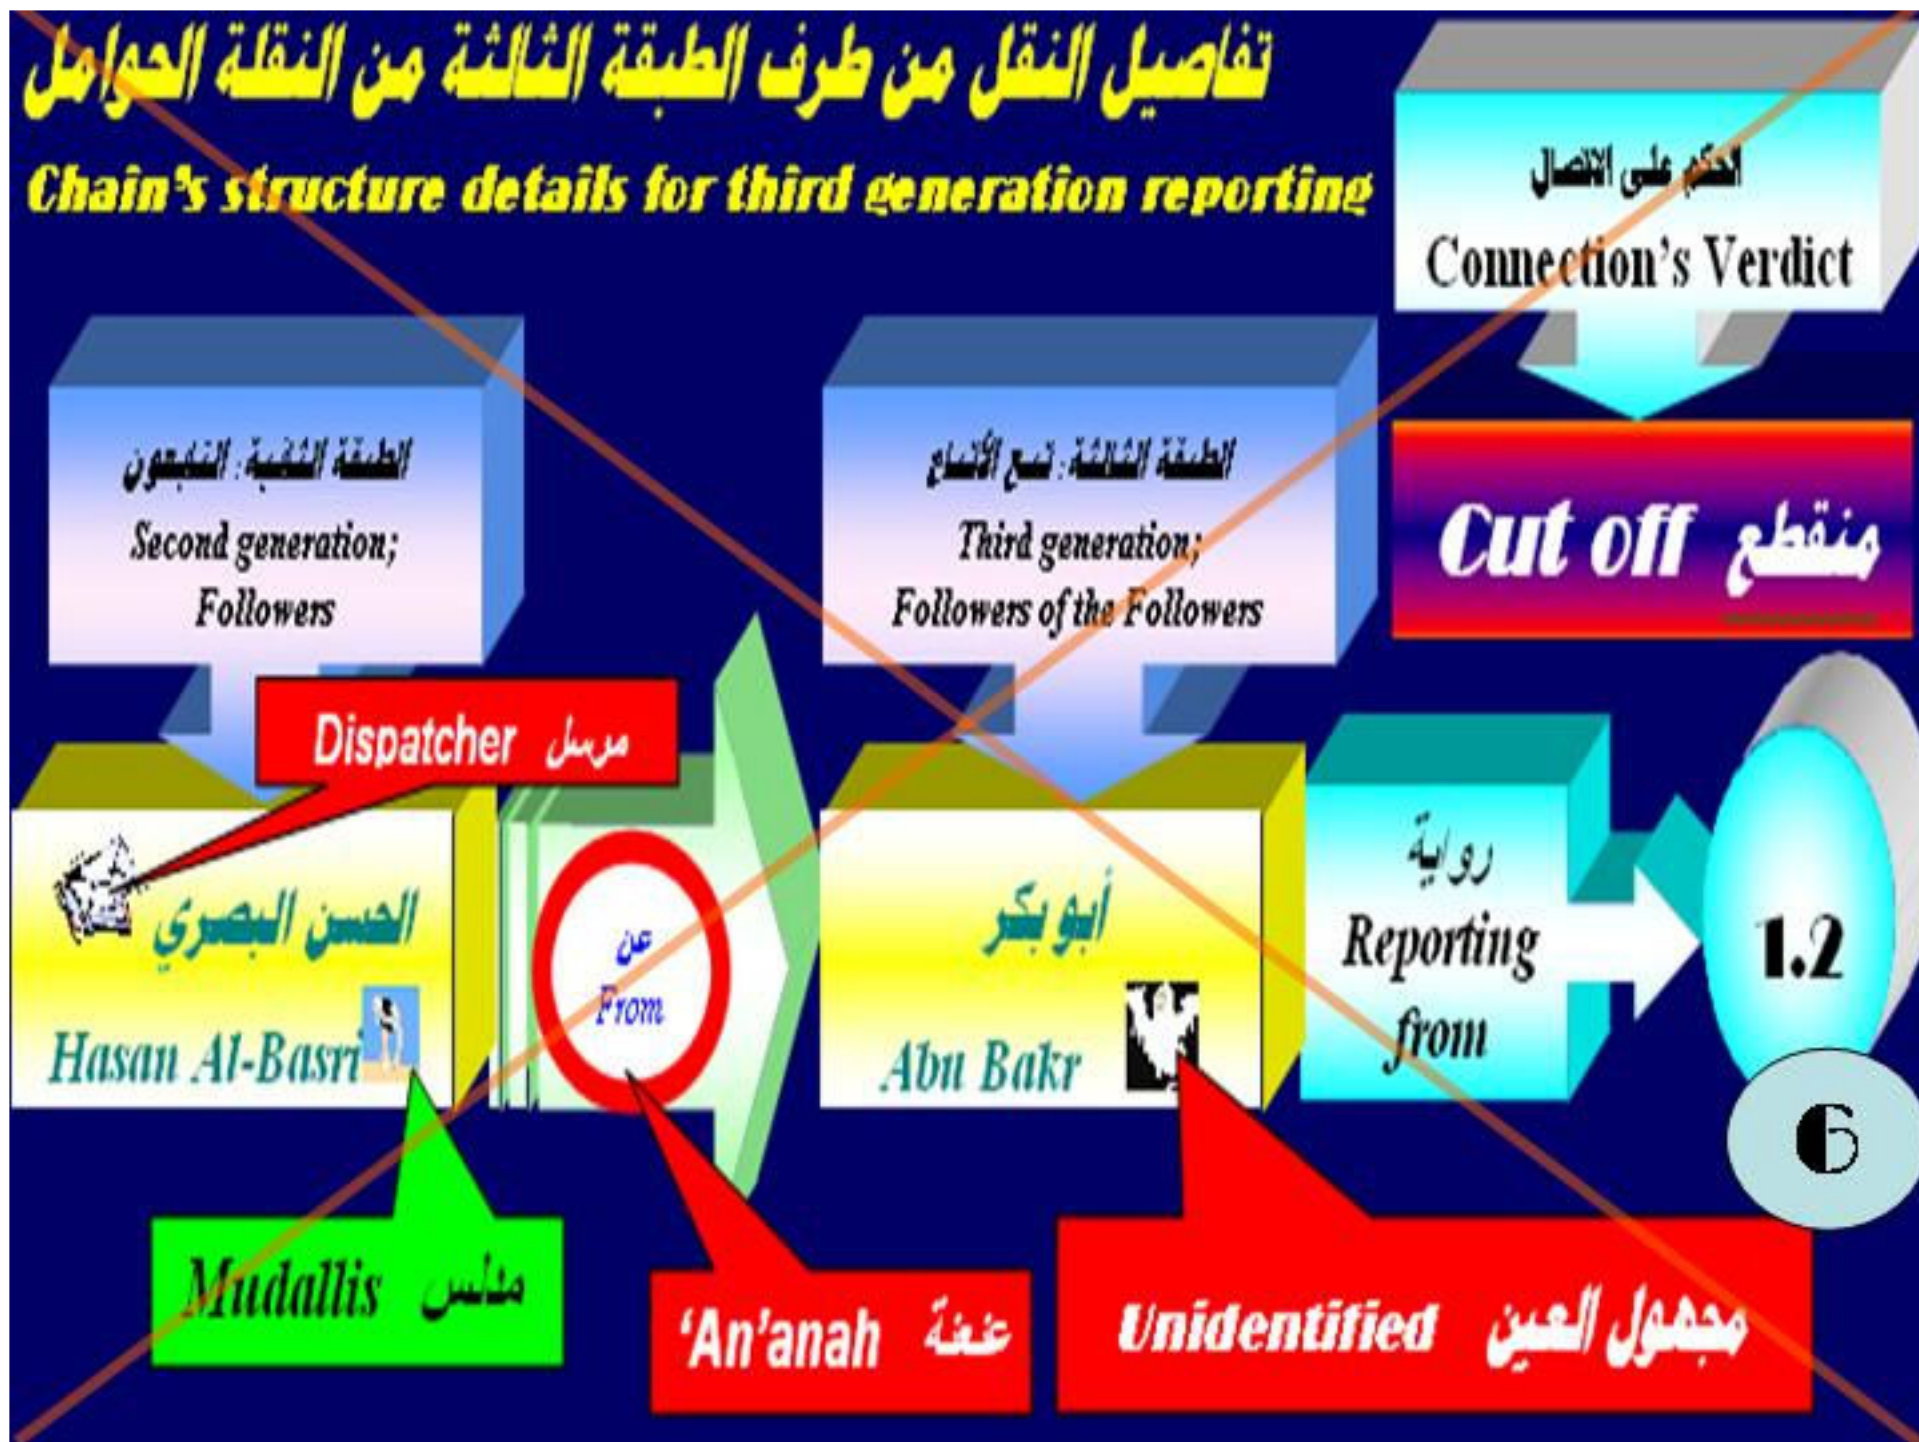 تفاصيل النقل من طرف الطبقة الثالثة من النقلة الحوامل
Chain's structure details for third generation reporting
الحكم على الاتصال
Connection's Verdict
Cut off منقطع
الطبقة الثانية: التابعون
Second generation;
Followers
الطبقة الثالثة: تبع الأتباع
Third generation;
Followers of the Followers
Dispatcher مرسل
الحسن البصري
Hasan Al-Basri
عن
From
أبو بكر
Abu Bakr
رواية
Reporting
from
1.2
6
Mudallis مدلس
'An'anah عنعنة
Unidentified مجهول العين